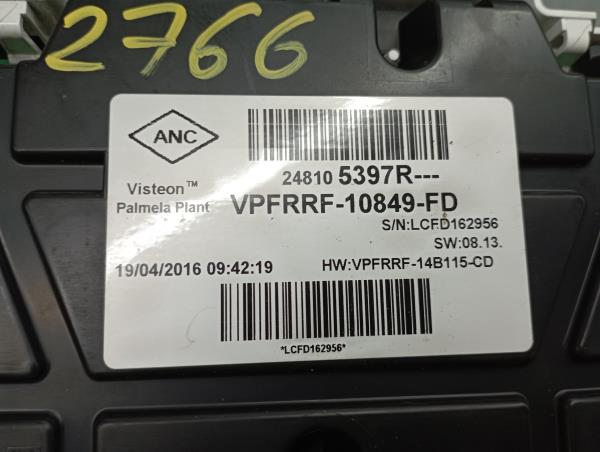 2766
ANC
24810 5397R---
Visteon™
Palmela Plant
VPFRRF-10849-FD
S/N:LCFD162956
SW:08.13.
19/04/2016 09:42:19
HW:VPFRRF-14B115-CD
*LCFD162956*